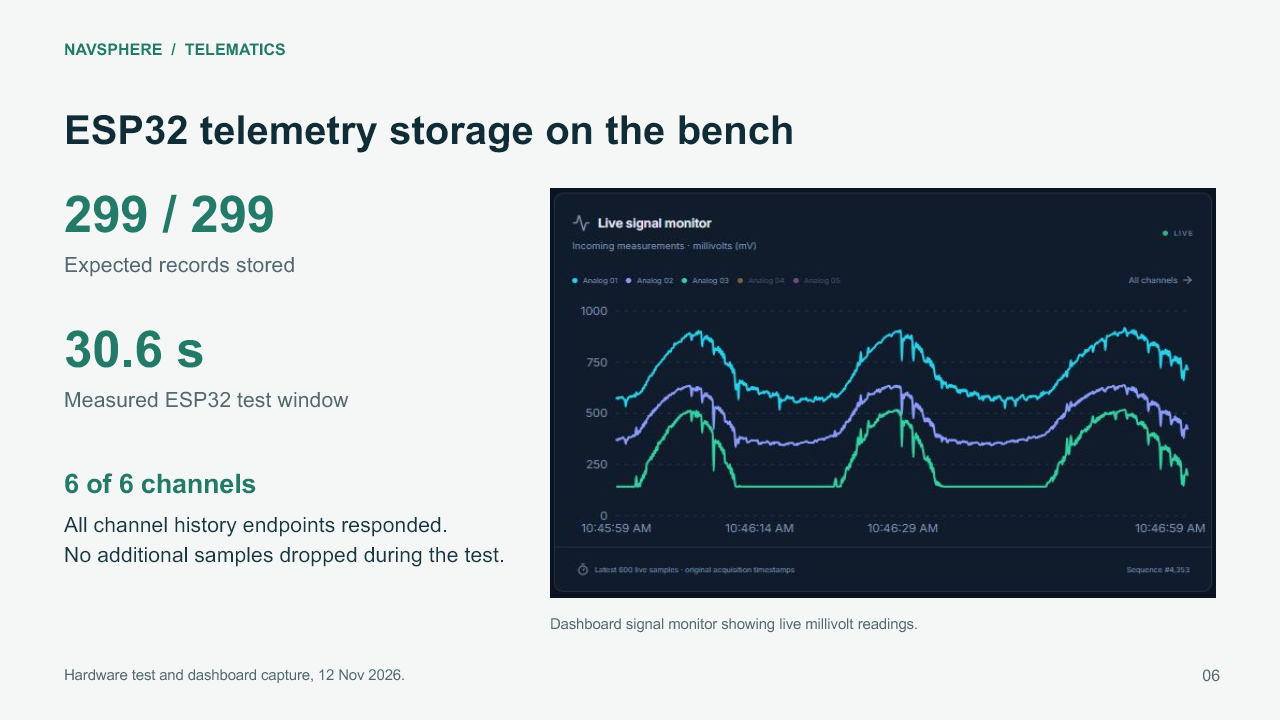 NAVSPHERE / TELEMATICS
ESP32 telemetry storage on the bench
299 / 299
Expected records stored
30.6 s
Measured ESP32 test window
6 of 6 channels
All channel history endpoints responded.
No additional samples dropped during the test.
Live signal monitor
LIVE
Incoming measurements · millivolts (mV)
Analog 01 Analog 02 Analog 03 Analog 04 Analog 05
All channels →
1000
750
500
250
0
10:45:59 AM 10:46:14 AM 10:46:29 AM 10:46:59 AM
Latest 600 live samples · original acquisition timestamps
Sequence #4,353
Dashboard signal monitor showing live millivolt readings.
Hardware test and dashboard capture, 12 Nov 2026.
06